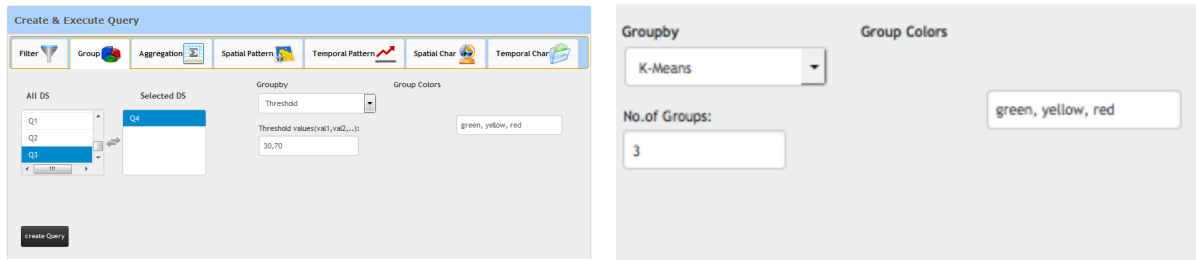 Create & Execute Query
Filter Group Aggregation Spatial Pattern Temporal Pattern Spatial Char Temporal Char
All DS
Selected DS
Q1
Q2
Q3
Q4
Groupby
Group Colors
Threshold
Threshold values(val1,val2,..):
30,70
green, yellow, red
create Query
Groupby
Group Colors
K-Means
No.of Groups:
3
green, yellow, red